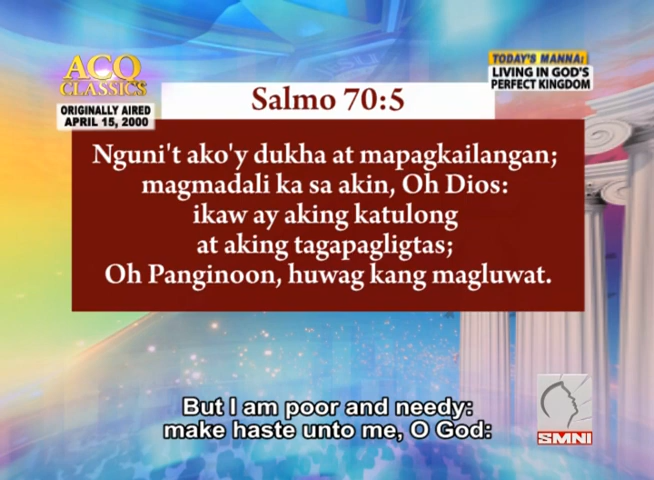 ACQ
CLASSICS
ORIGINALLY AIRED
APRIL 15, 2000
TODAY'S MANNA:
LIVING IN GOD'S
PERFECT KINGDOM
Salmo 70:5
Nguni't ako'y dukha at mapagkailangan;
magmadali ka sa akin, Oh Dios:
ikaw ay aking katulong
at aking tagapagligtas;
Oh Panginoon, huwag kang magluwat.
But I am poor and needy:
make haste unto me, O God:
SMNI